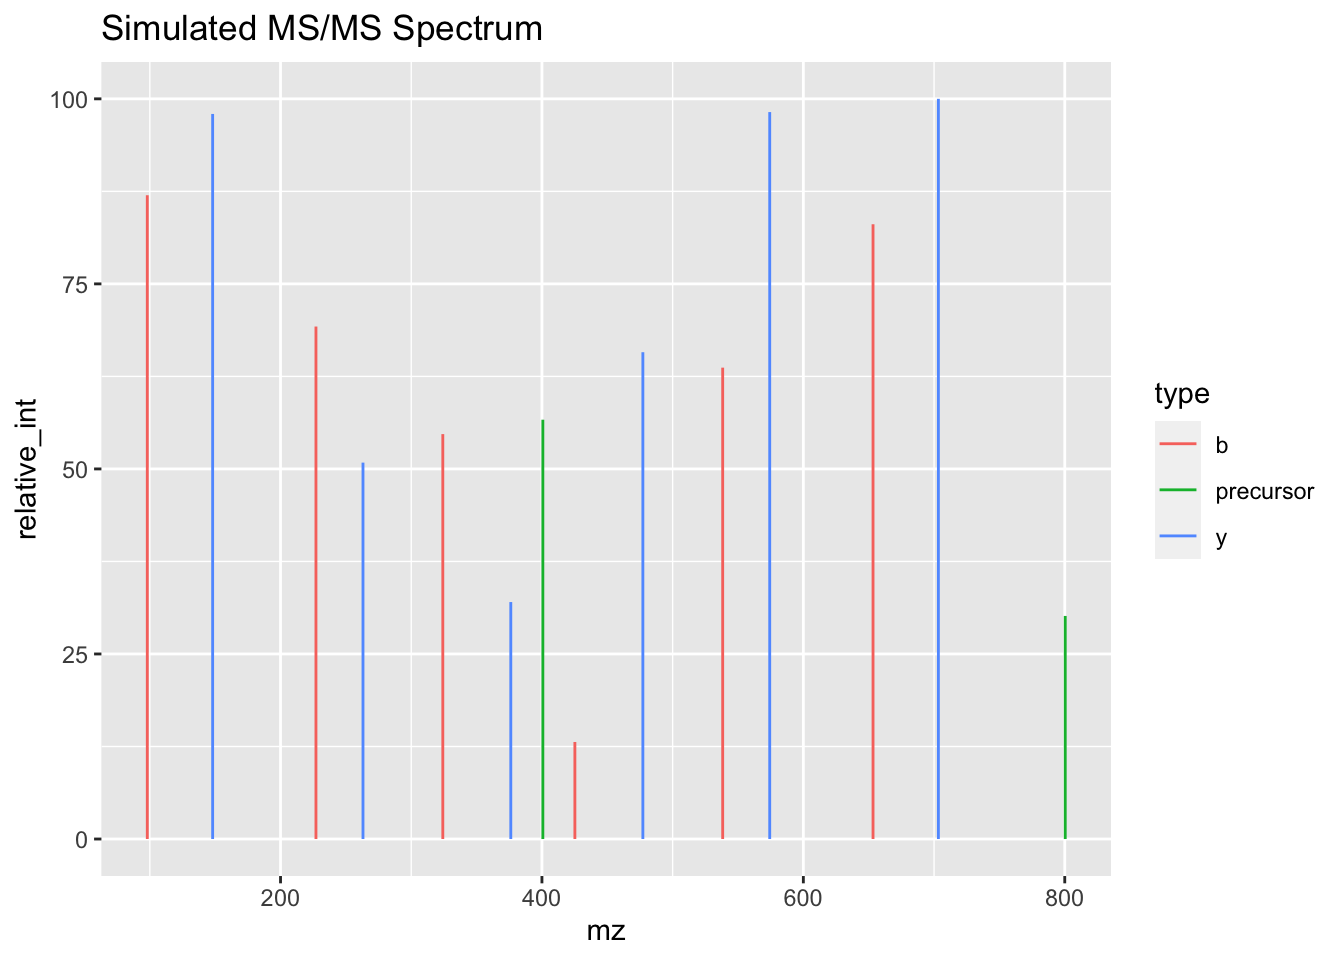 Simulated MS/MS Spectrum
100
75
50
25
0
relative_int
200 400 600 800
mz
type
b
precursor
y